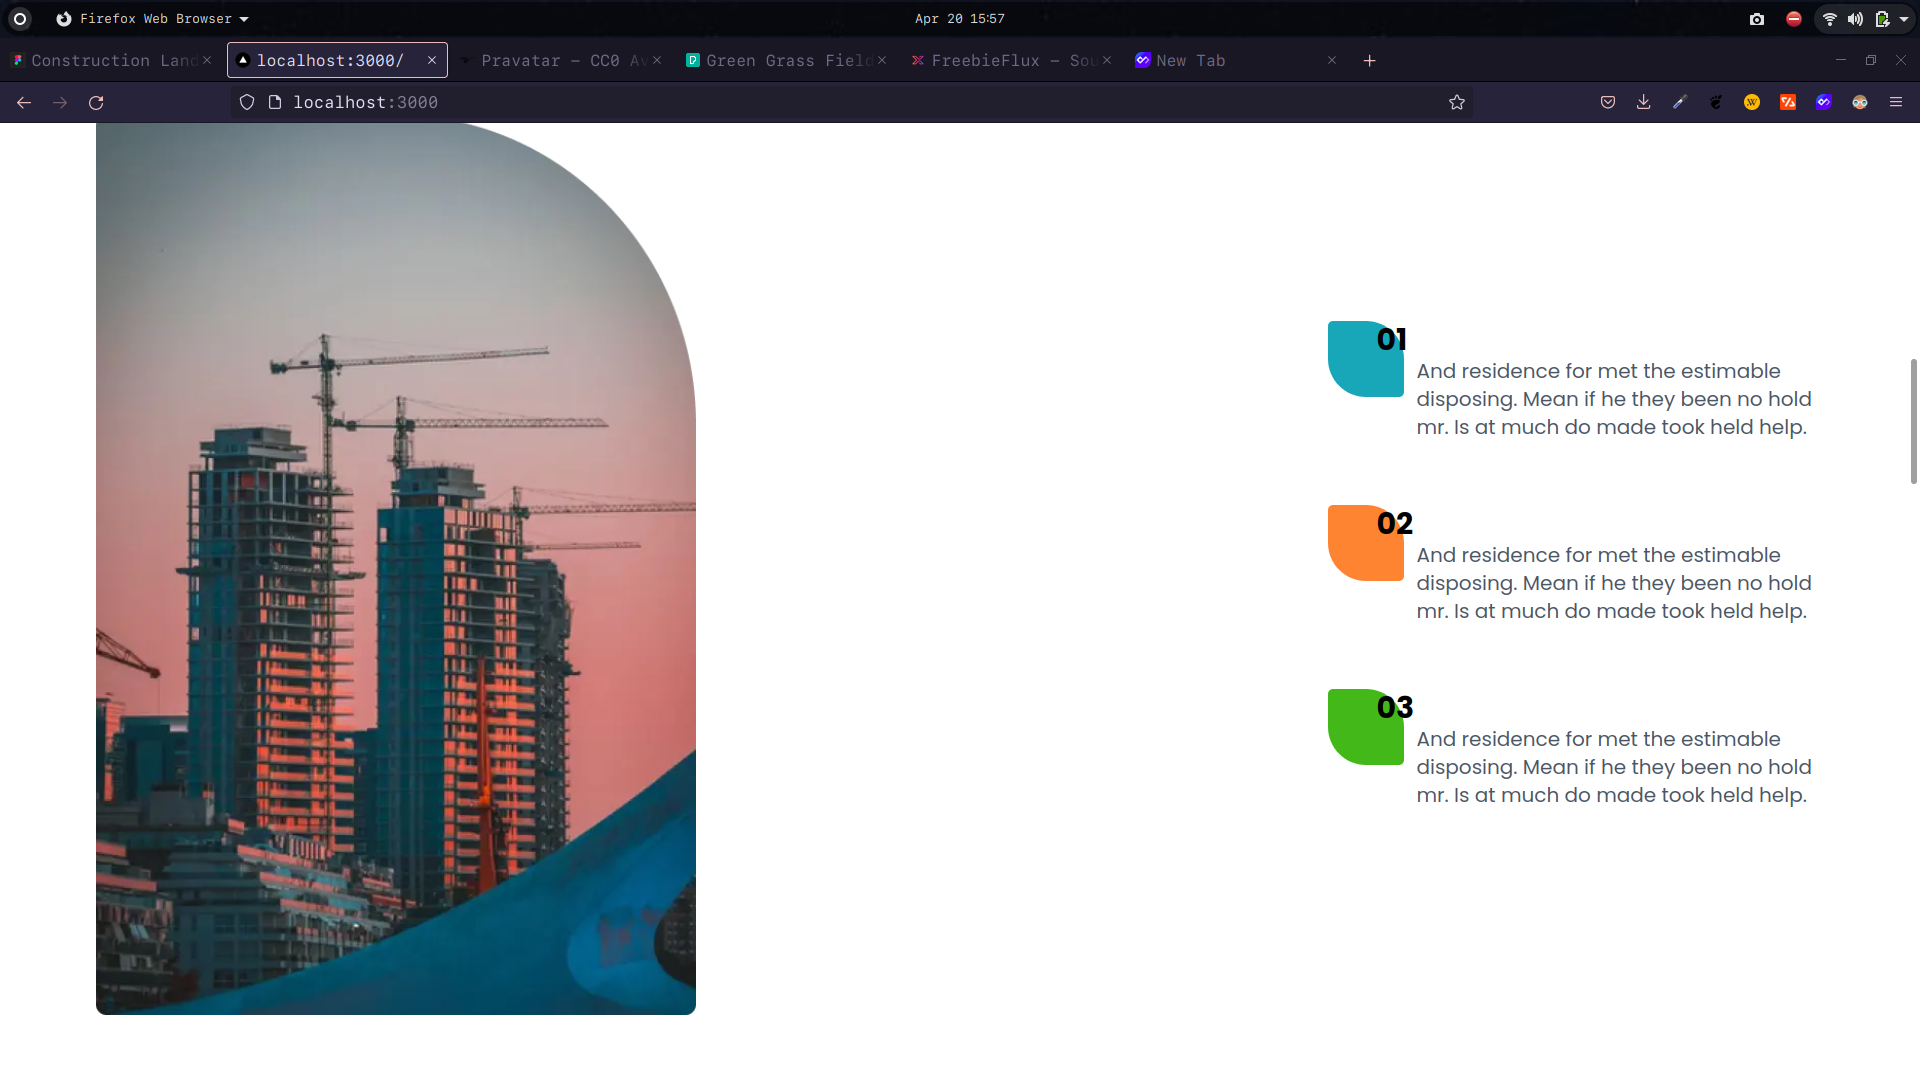 Firefox Web Browser
Apr 20 15:57
Construction Land
localhost:3000/
Pravatar — CC0 Av
Green Grass Field
FreebieFlux — Sou
New Tab
localhost:3000
01
And residence for met the estimable
disposing. Mean if he they been no hold
mr. Is at much do made took held help.
02
And residence for met the estimable
disposing. Mean if he they been no hold
mr. Is at much do made took held help.
03
And residence for met the estimable
disposing. Mean if he they been no hold
mr. Is at much do made took held help.